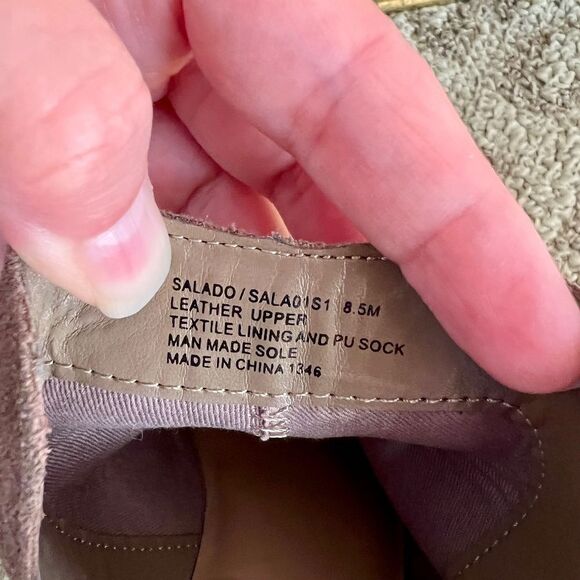 SALADO / SALA01S1 8.5M
LEATHER UPPER
TEXTILE LINING AND PU SOCK
MAN MADE SOLE
MADE IN CHINA 1346